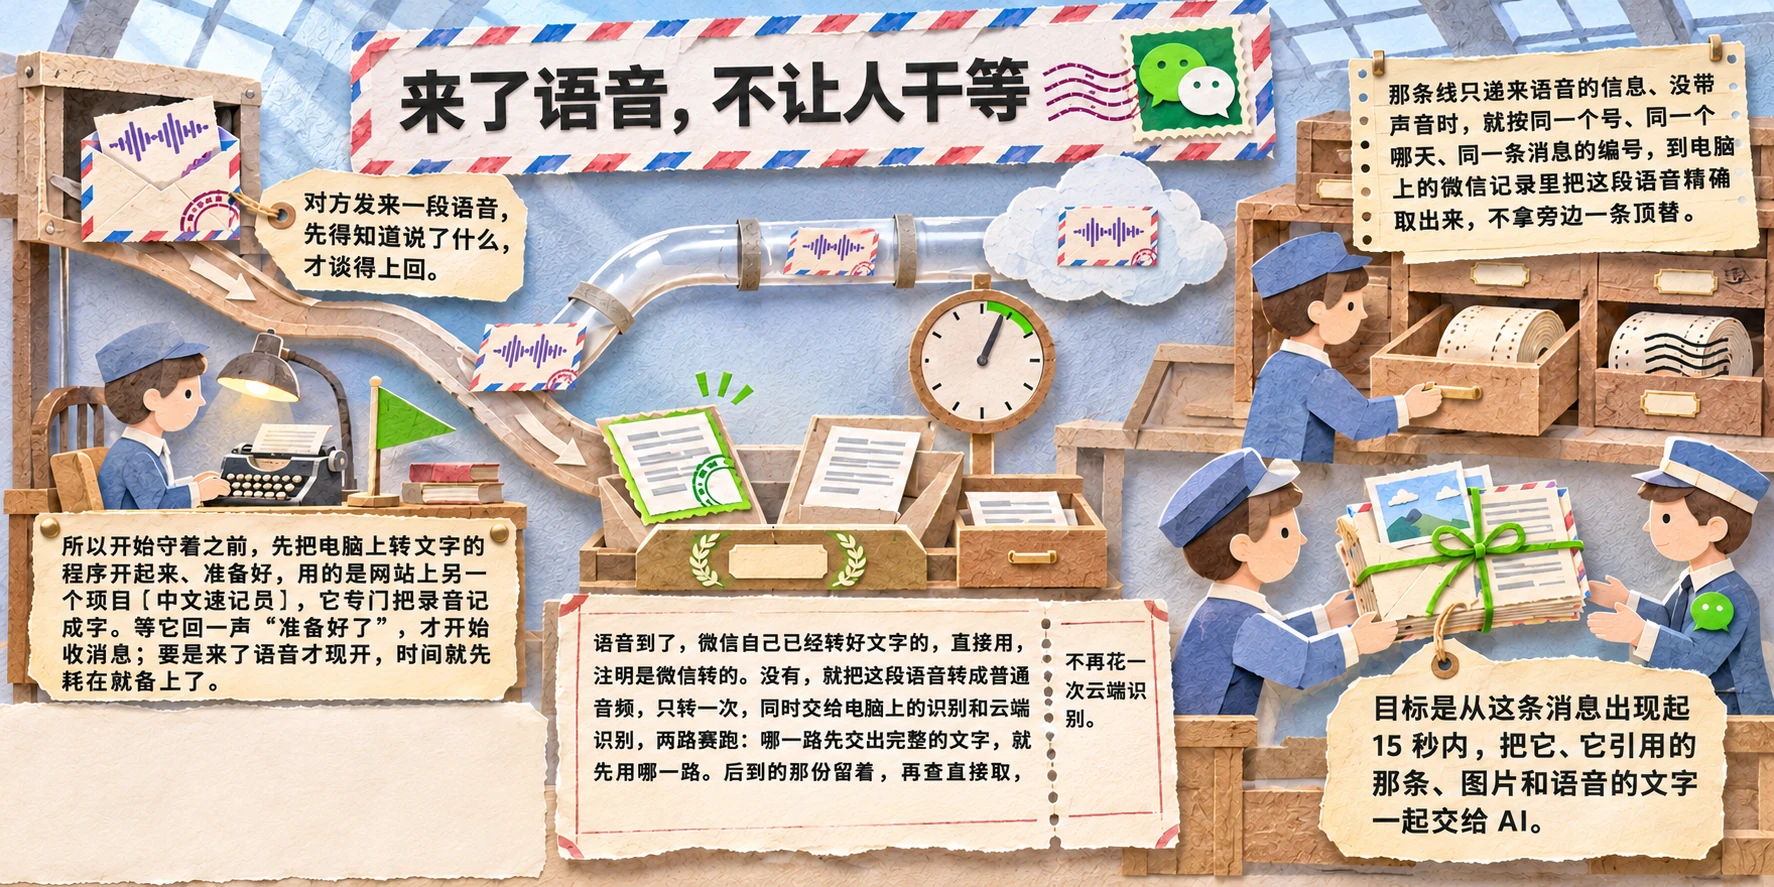 来了语音，不让人干等
对方发来一段语音，
先得知道说了什么，
才谈得上回。
那条线只递来语音的信息、没带
声音时，就按同一个号、同一个
哪天、同一条消息的编号，到电脑
上的微信记录里把这段语音精确
取出来，不拿旁边一条顶替。
所以开始守着之前，先把电脑上转文字的
程序开起来、准备好，用的是网站上另一
个项目[中文速记员]，它专门把录音记
成字。等它回一声“准备好了”，才开始
收消息；要是来了语音才现开，时间就先
耗在就备上了。
语音到了，微信自己已经转好文字的，直接用，
注明是微信转的。没有，就把这段语音转成普通
音频，只转一次，同时交给电脑上的识别和云端
识别，两路赛跑：哪一路先交出完整的文字，就
先用哪一路。后到的那份留着，再查直接取，
不再花一
次云端识
别。
目标是从这条消息出现起
15 秒内，把它、它引用的
那条、图片和语音的文字
一起交给 AI。